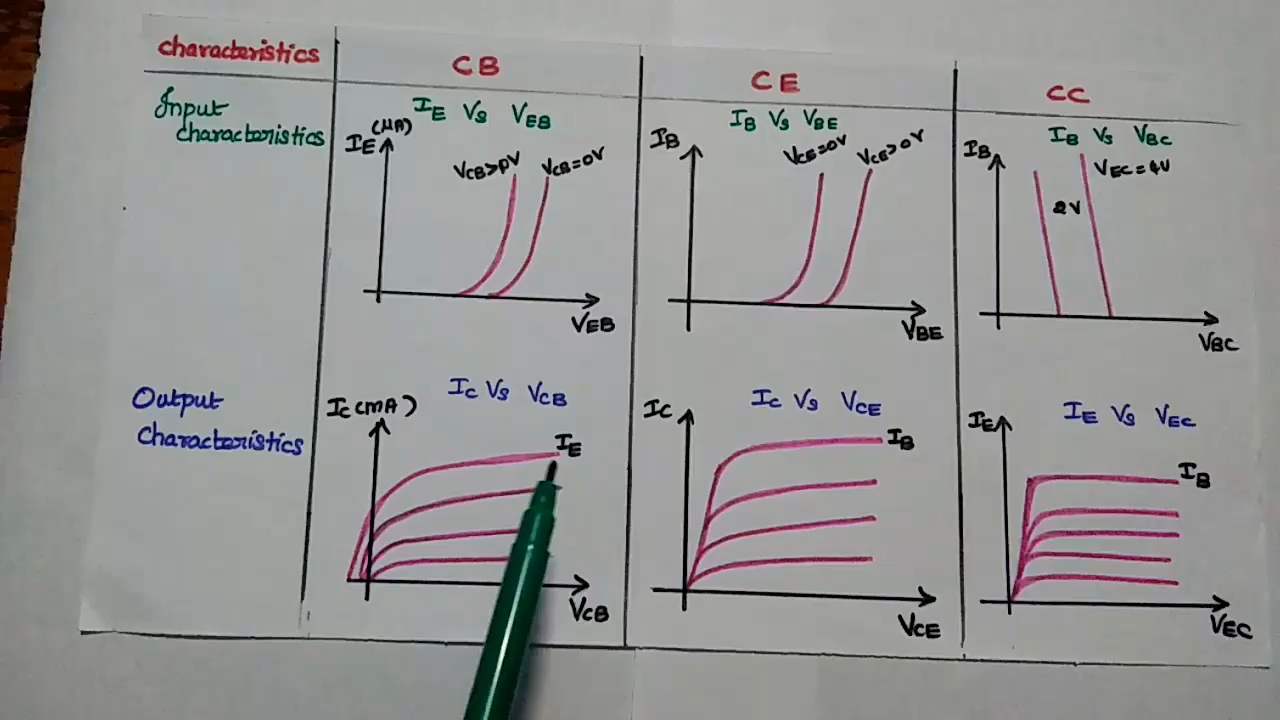 characteristics CB CE CC
Input characteristics
IE Vs VEB
IE (MA)
VCB>0V VCB=0V
VEB
IB Vs VBE
IB
VCE=0V VCE>0V
VBE
IB Vs VBC
IB
VEC=4V
2V
VBC
Output characteristics
IC Vs VCB
IC (MA)
IE
VCB
IC Vs VCE
IC
IB
VCE
IE Vs VEC
IE
IB
VEC